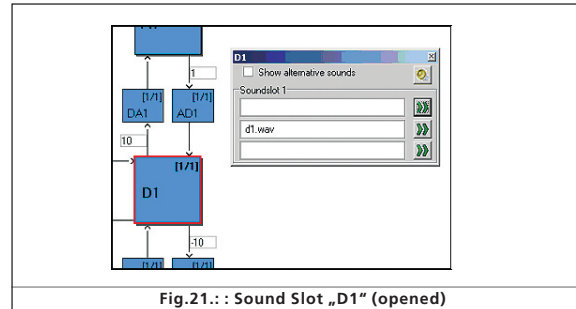 1
[1/1]
DA1
[1/1]
AD1
10
[1/1]
D1
-10
[1/1]
[1/1]
D1
Show alternative sounds
Soundslot 1
d1.wav
Fig.21.: : Sound Slot „D1“ (opened)